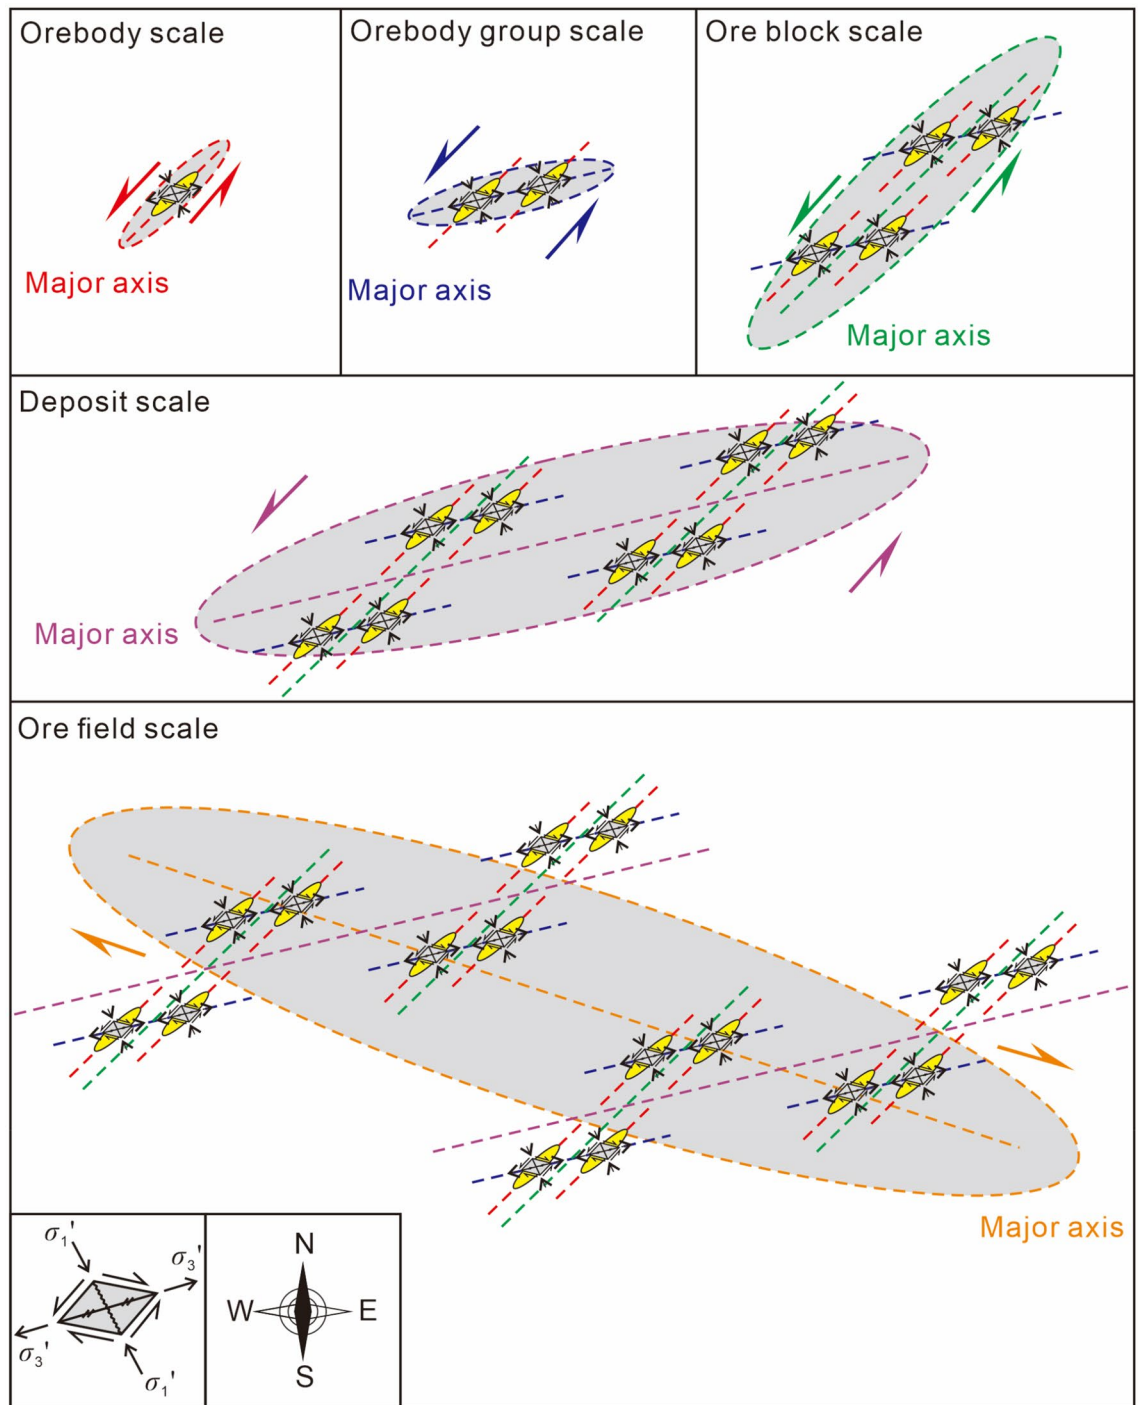 Orebody scale
Orebody group scale
Ore block scale
Major axis
Major axis
Major axis
Deposit scale
Major axis
Ore field scale
Major axis
σ₁'
σ₃'
σ₃'
σ₁'
N
W
E
S